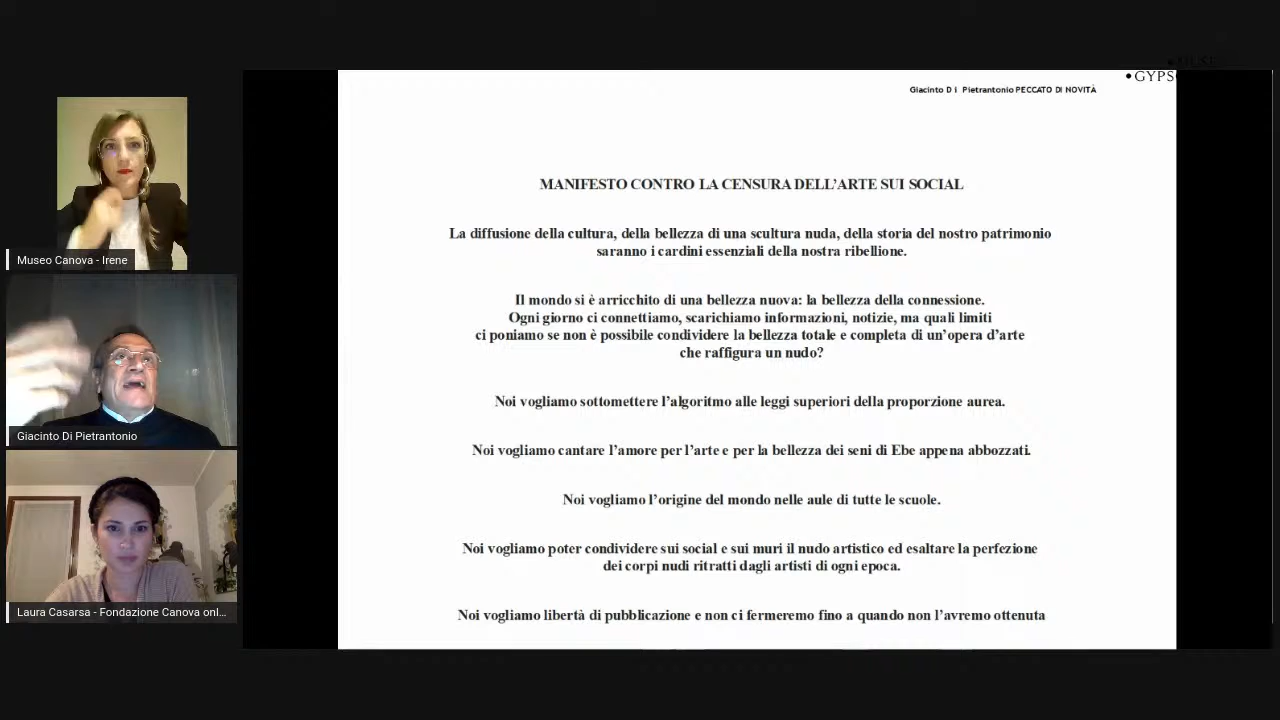 Museo Canova - Irene
Giacinto Di Pietrantonio
Laura Casarsa - Fondazione Canova onl...
GYPS
Giacinto D i Pietrantonio PECCATO DI NOVITÀ
MANIFESTO CONTRO LA CENSURA DELL'ARTE SUI SOCIAL
La diffusione della cultura, della bellezza di una scultura nuda, della storia del nostro patrimonio
saranno i cardini essenziali della nostra ribellione.
Il mondo si è arricchito di una bellezza nuova: la bellezza della connessione.
Ogni giorno ci connettiamo, scarichiamo informazioni, notizie, ma quali limiti
ci poniamo se non è possibile condividere la bellezza totale e completa di un'opera d'arte
che raffigura un nudo?
Noi vogliamo sottomettere l'algoritmo alle leggi superiori della proporzione aurea.
Noi vogliamo cantare l'amore per l'arte e per la bellezza dei seni di Ebe appena abbozzati.
Noi vogliamo l'origine del mondo nelle aule di tutte le scuole.
Noi vogliamo poter condividere sui social e sui muri il nudo artistico ed esaltare la perfezione
dei corpi nudi ritratti dagli artisti di ogni epoca.
Noi vogliamo libertà di pubblicazione e non ci fermeremo fino a quando non l'avremo ottenuta